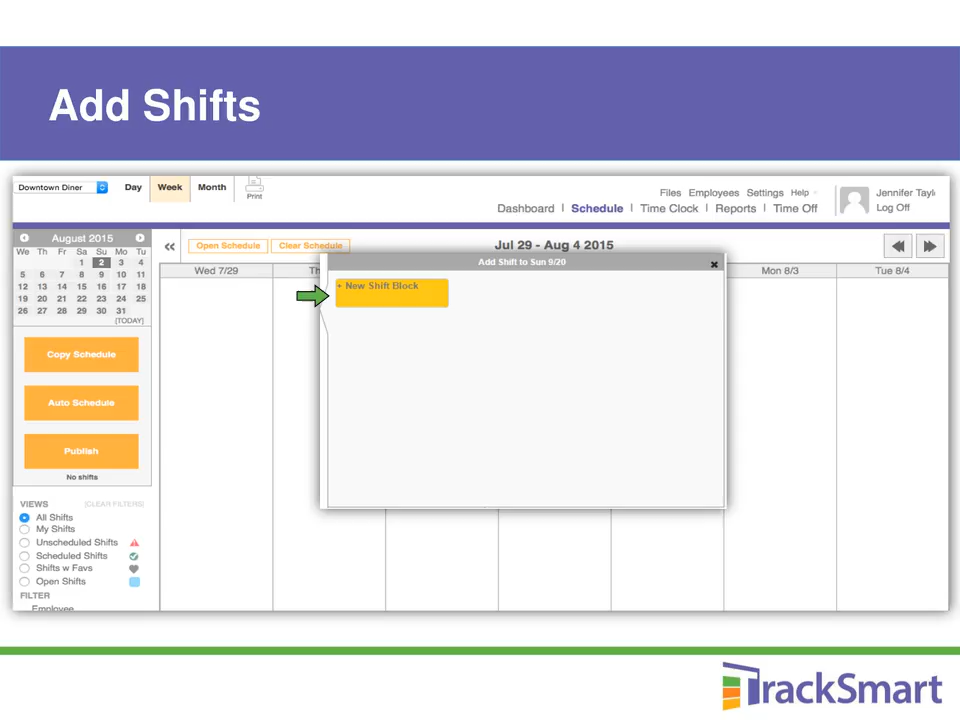 Add Shifts
Downtown Diner
Day Week Month
Print
Files Employees Settings Help
Dashboard I Schedule I Time Clock I Reports I Time Off
Jennifer Tayl
Log Off
August 2015
We Th Fr Sa Su Mo Tu
1 2 3 4
5 6 7 8 9 10 11
12 13 14 15 16 17 18
19 20 21 22 23 24 25
26 27 28 29 30 31
[TODAY]
Copy Schedule
Auto Schedule
Publish
No shifts
VIEWS [CLEAR FILTERS]
All Shifts
My Shifts
Unscheduled Shifts
Scheduled Shifts
Shifts w Favs
Open Shifts
FILTER
Employee
Open Schedule Clear Schedule
Jul 29 - Aug 4 2015
Wed 7/29 Th Mon 8/3 Tue 8/4
Add Shift to Sun 9/20
+ New Shift Block
TrackSmart